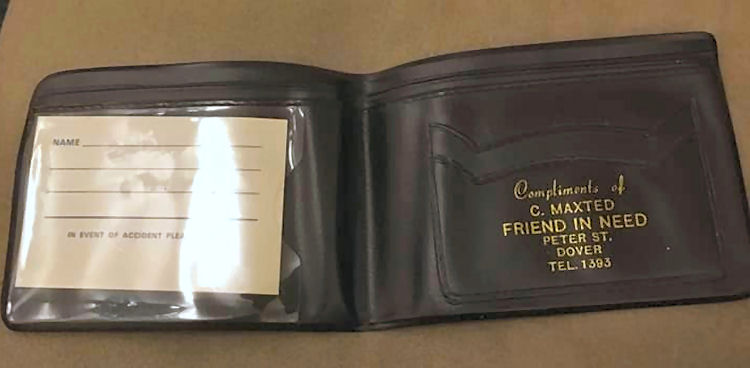 NAME
IN EVENT OF ACCIDENT
Compliments of
C. MAXTED
FRIEND IN NEED
PETER ST.
DOVER
TEL. 1393